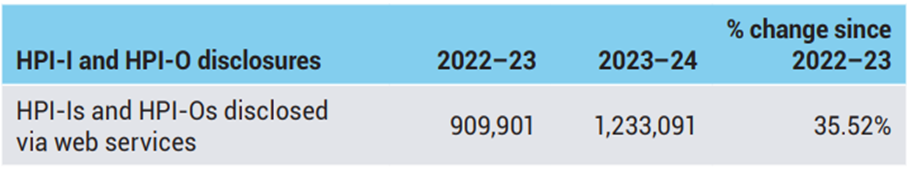 % change since
HPI-I and HPI-O disclosures 2022–23 2023–24 2022–23
HPI-Is and HPI-Os disclosed
via web services 909,901 1,233,091 35.52%